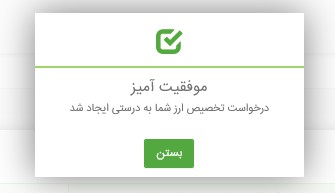 موفقیت آمیز
درخواست تخصیص ارز شما به درستی ایجاد شد
بستن